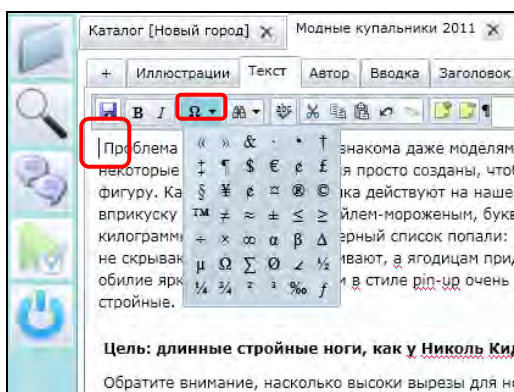 Каталог [Новый город] x Модные купальники 2011 x
+ Иллюстрации Текст Автор Вводка Заголовок
B I Ω abc ¶
Проблема знакома даже моделям
некоторые я просто созданы, чтоб
фигуру. Ка ка действуют на наше
вприкуску йлем-мороженым, букв
килограмм ерный список попали:
не скрываю ивают, а ягодицам прид
обилие ярк и в стиле pin-up очень
стройные.
« » & · • †
‡ ¶ $ € ¢ £
§ ¥ ¢ ¤ ® ©
™ ≠ ≈ ± ≤ ≥
÷ × ∞ α β Δ
µ Ω ∑ Ø ∠ ½
¼ ¾ ² ³ ‰ ƒ
Цель: длинные стройные ноги, как у Николь Кид
Обратите внимание, насколько высоки вырезы для но